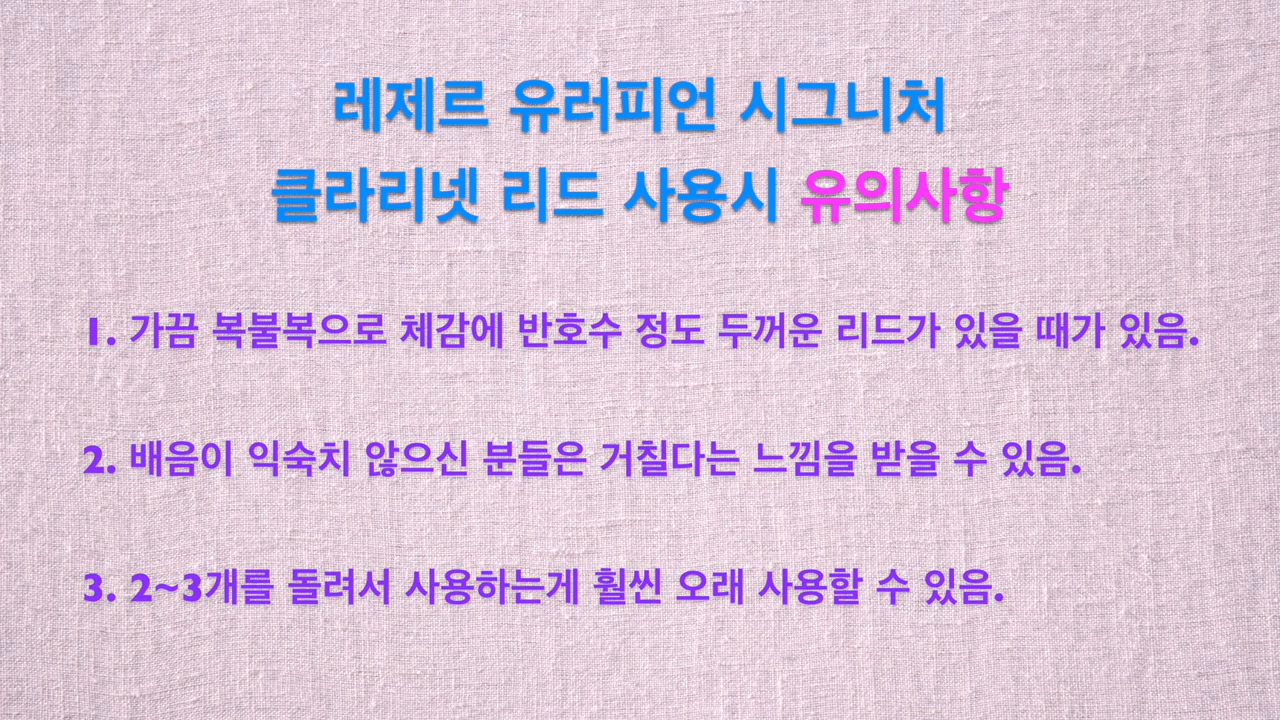 레제르 유러피언 시그니처
클라리넷 리드 사용시 유의사항
1. 가끔 복불복으로 체감에 반호수 정도 두꺼운 리드가 있을 때가 있음.
2. 배음이 익숙치 않으신 분들은 거칠다는 느낌을 받을 수 있음.
3. 2~3개를 돌려서 사용하는게 훨씬 오래 사용할 수 있음.